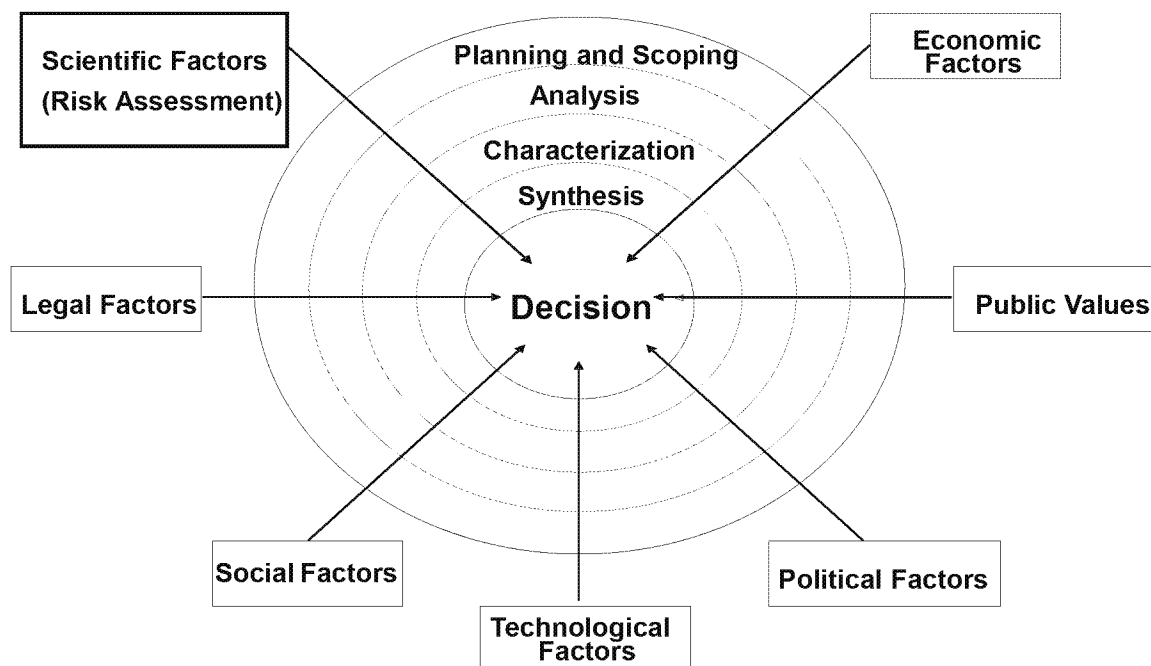 Scientific Factors
(Risk Assessment)
Economic
Factors
Planning and Scoping
Analysis
Characterization
Synthesis
Legal Factors
Decision
Public Values
Social Factors
Technological
Factors
Political Factors